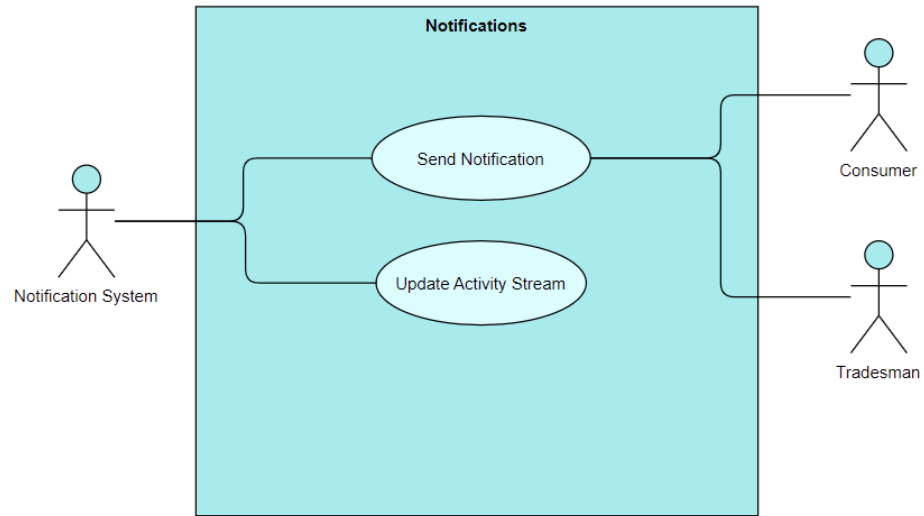 Notifications
Send Notification
Consumer
Notification System
Update Activity Stream
Tradesman